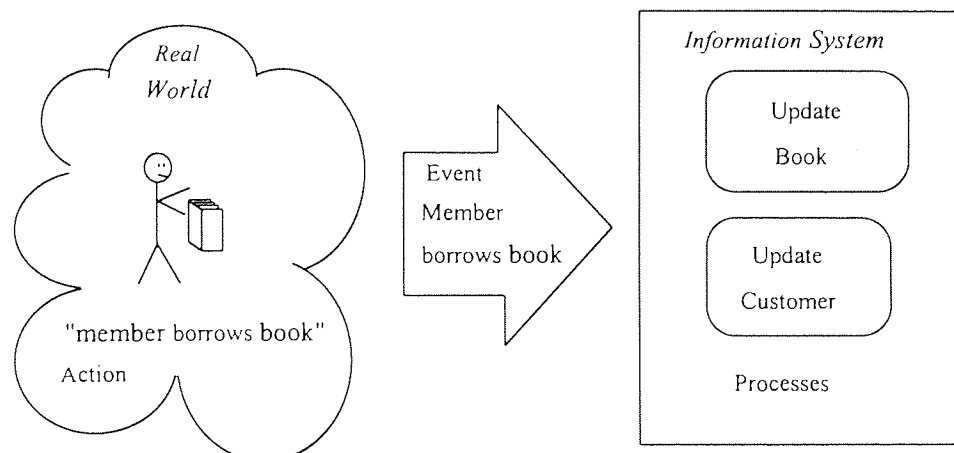 Real
World
"member borrows book"
Action
Event
Member
borrows book
Information System
Update
Book
Update
Customer
Processes